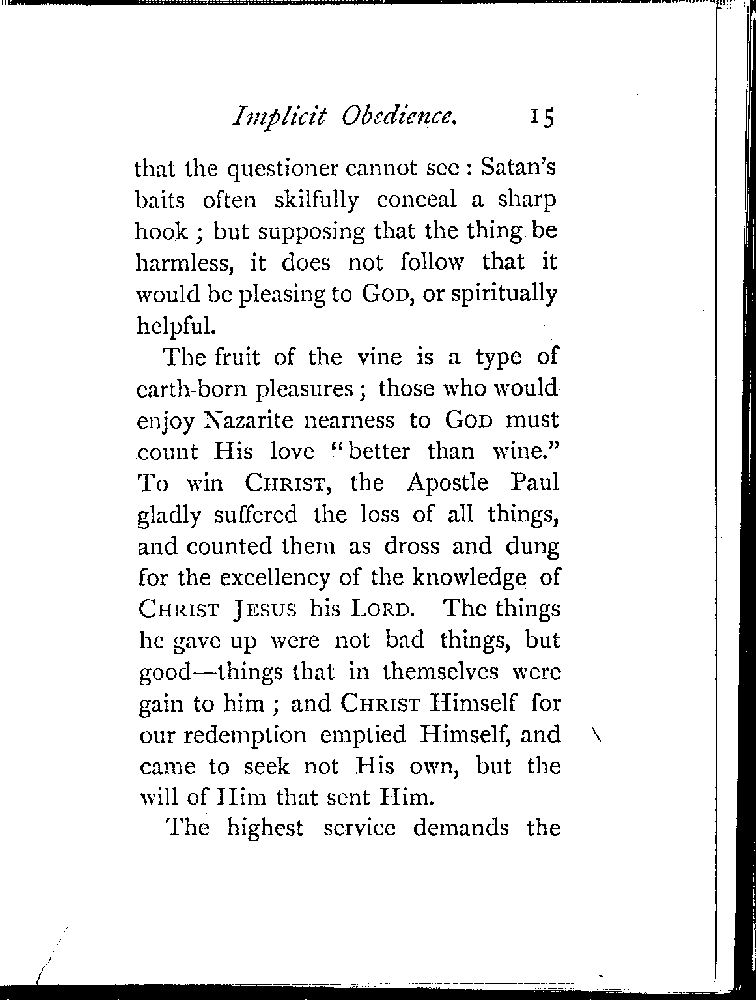 Implicit Obedience. 15
that the questioner cannot see : Satan's
baits often skilfully conceal a sharp
hook ; but supposing that the thing be
harmless, it does not follow that it
would be pleasing to GOD, or spiritually
helpful.
The fruit of the vine is a type of
earth-born pleasures ; those who would
enjoy Nazarite nearness to GOD must
count His love “better than wine.”
To win CHRIST, the Apostle Paul
gladly suffered the loss of all things,
and counted them as dross and dung
for the excellency of the knowledge of
CHRIST JESUS his LORD. The things
he gave up were not bad things, but
good—things that in themselves were
gain to him ; and CHRIST Himself for
our redemption emptied Himself, and
came to seek not His own, but the
will of Him that sent Him.
The highest service demands the